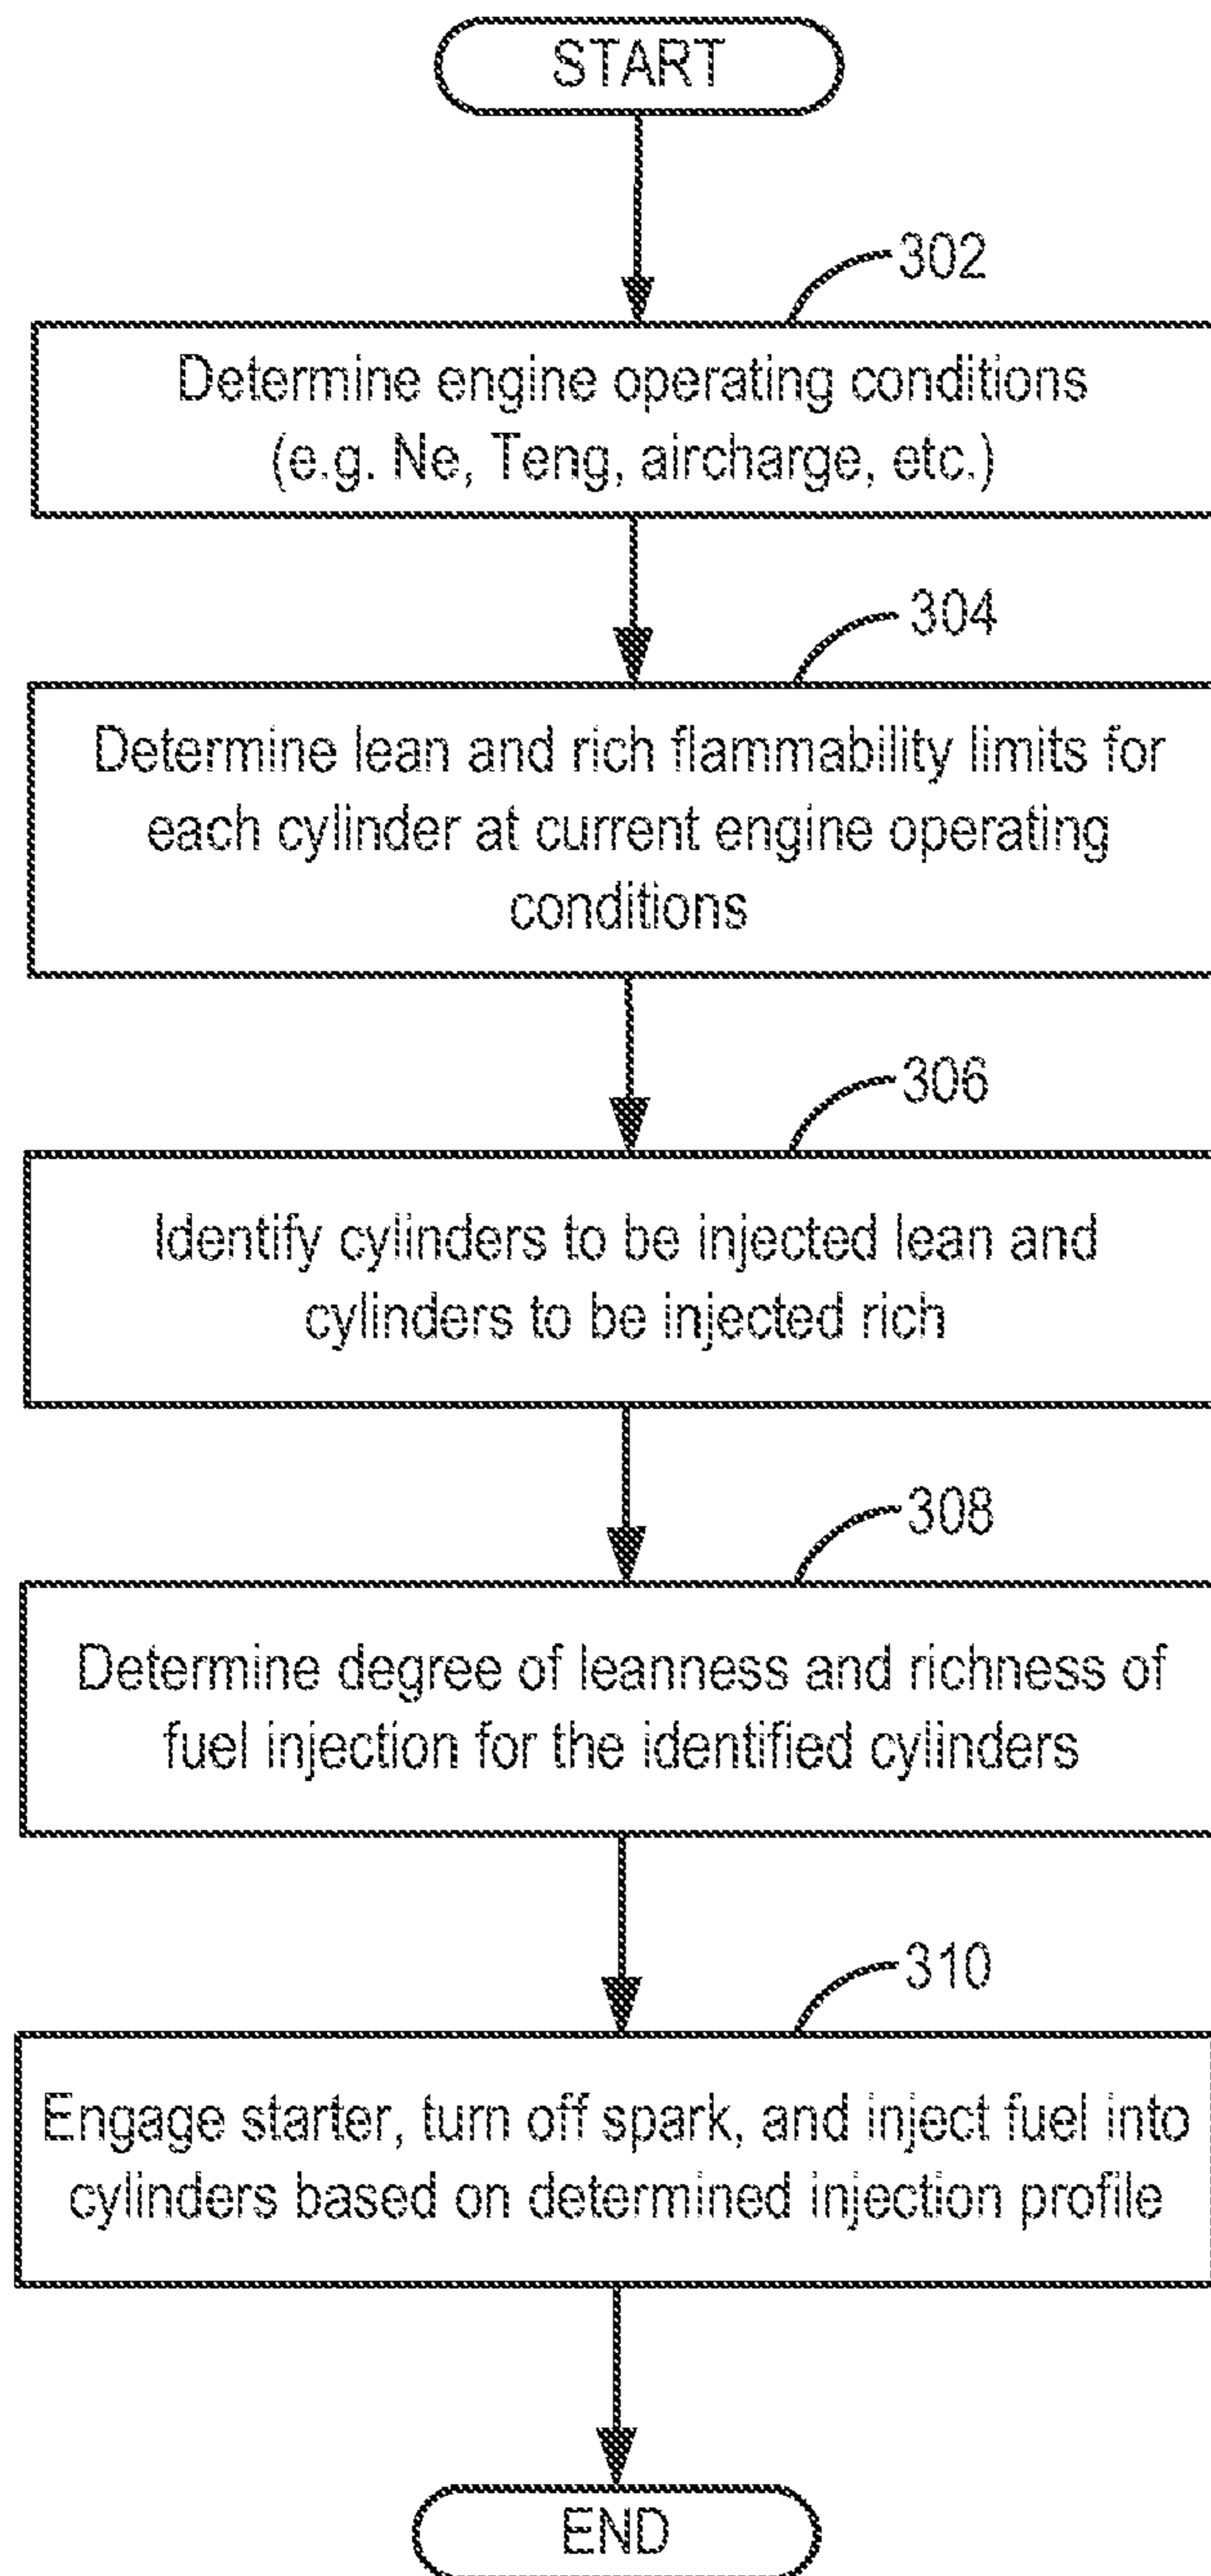 START
302
Determine engine operating conditions
(e.g. Ne, Teng, aircharge, etc.)
304
Determine lean and rich flammability limits for
each cylinder at current engine operating
conditions
306
Identify cylinders to be injected lean and
cylinders to be injected rich
308
Determine degree of leanness and richness of
fuel injection for the identified cylinders
310
Engage starter, turn off spark, and inject fuel into
cylinders based on determined injection profile
END